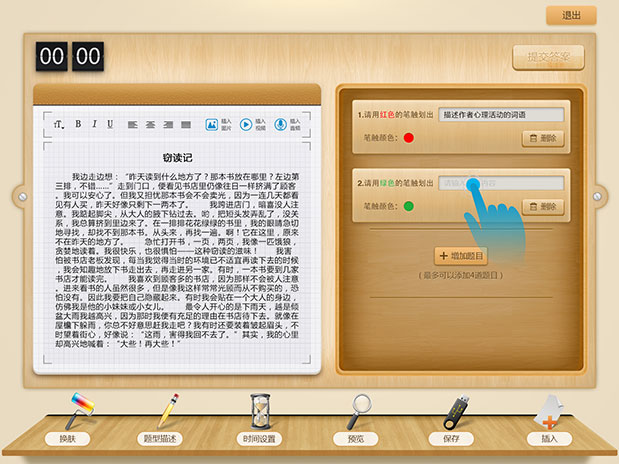 退出
00 00
提交答案
T B I U
插入图片
插入视频
插入音频
窃读记
我边走边想：“昨天读到什么地方了？那本书放在哪里？左边第
三排，不错……”走到门口，便看见书店里仍像往日一样挤满了顾客
。我可以安心了。但我又担忧那本书会不会卖光，因为一连几天都看
见有人买，昨天好像只剩下一两本了。 我跨进店门，暗喜没人注
意。我踮起脚尖，从大人的腋下钻过去。哟，把短头发弄乱了，没关
系，我总算挤到里边来了。在一排排花花绿绿的书里，我的眼睛急切
地寻找，却找不到那本书。从头来，再找一遍。啊！它在这里，原来
不在昨天的地方了。 急忙打开书，一页，两页，我像一匹饿狼，
贪婪地读着。我很快乐，也很惧怕——这种窃读的滋味！ 我害
怕被书店老板发现，每当我觉得当时的环境已不适宜再读下去的时候
，我会知趣地放下书走出去，再走进另一家。有时，一本书要到几家
书店才能读完。 我喜欢到顾客多的书店，因为那样不会被人注意
。进来看书的人虽然很多，但是像我这样常常光顾而从不购买的，恐
怕没有。因此我要把自己隐藏起来。有时我会贴在一个大人的身边，
仿佛我是他的小妹妹或小女儿。 最令人开心的是下雨天，越是倾
盆大雨我越高兴，因为那时我便有充足的理由在书店待下去。就像在
屋檐下躲雨，你总不好意思赶我走吧？我有时还要装着皱起眉头，不
时望着街心，好像说：“这雨，害得我回不去了。”其实，我的心里
却高兴地喊着：“大些！再大些！”
1.请用红色的笔触划出 描述作者心理活动的词语
笔触颜色： 删除
2.请用绿色的笔触划出
笔触颜色： 删除
+ 增加题目
（最多可以添加4道题目）
换肤
题型描述
时间设置
预览
保存
插入